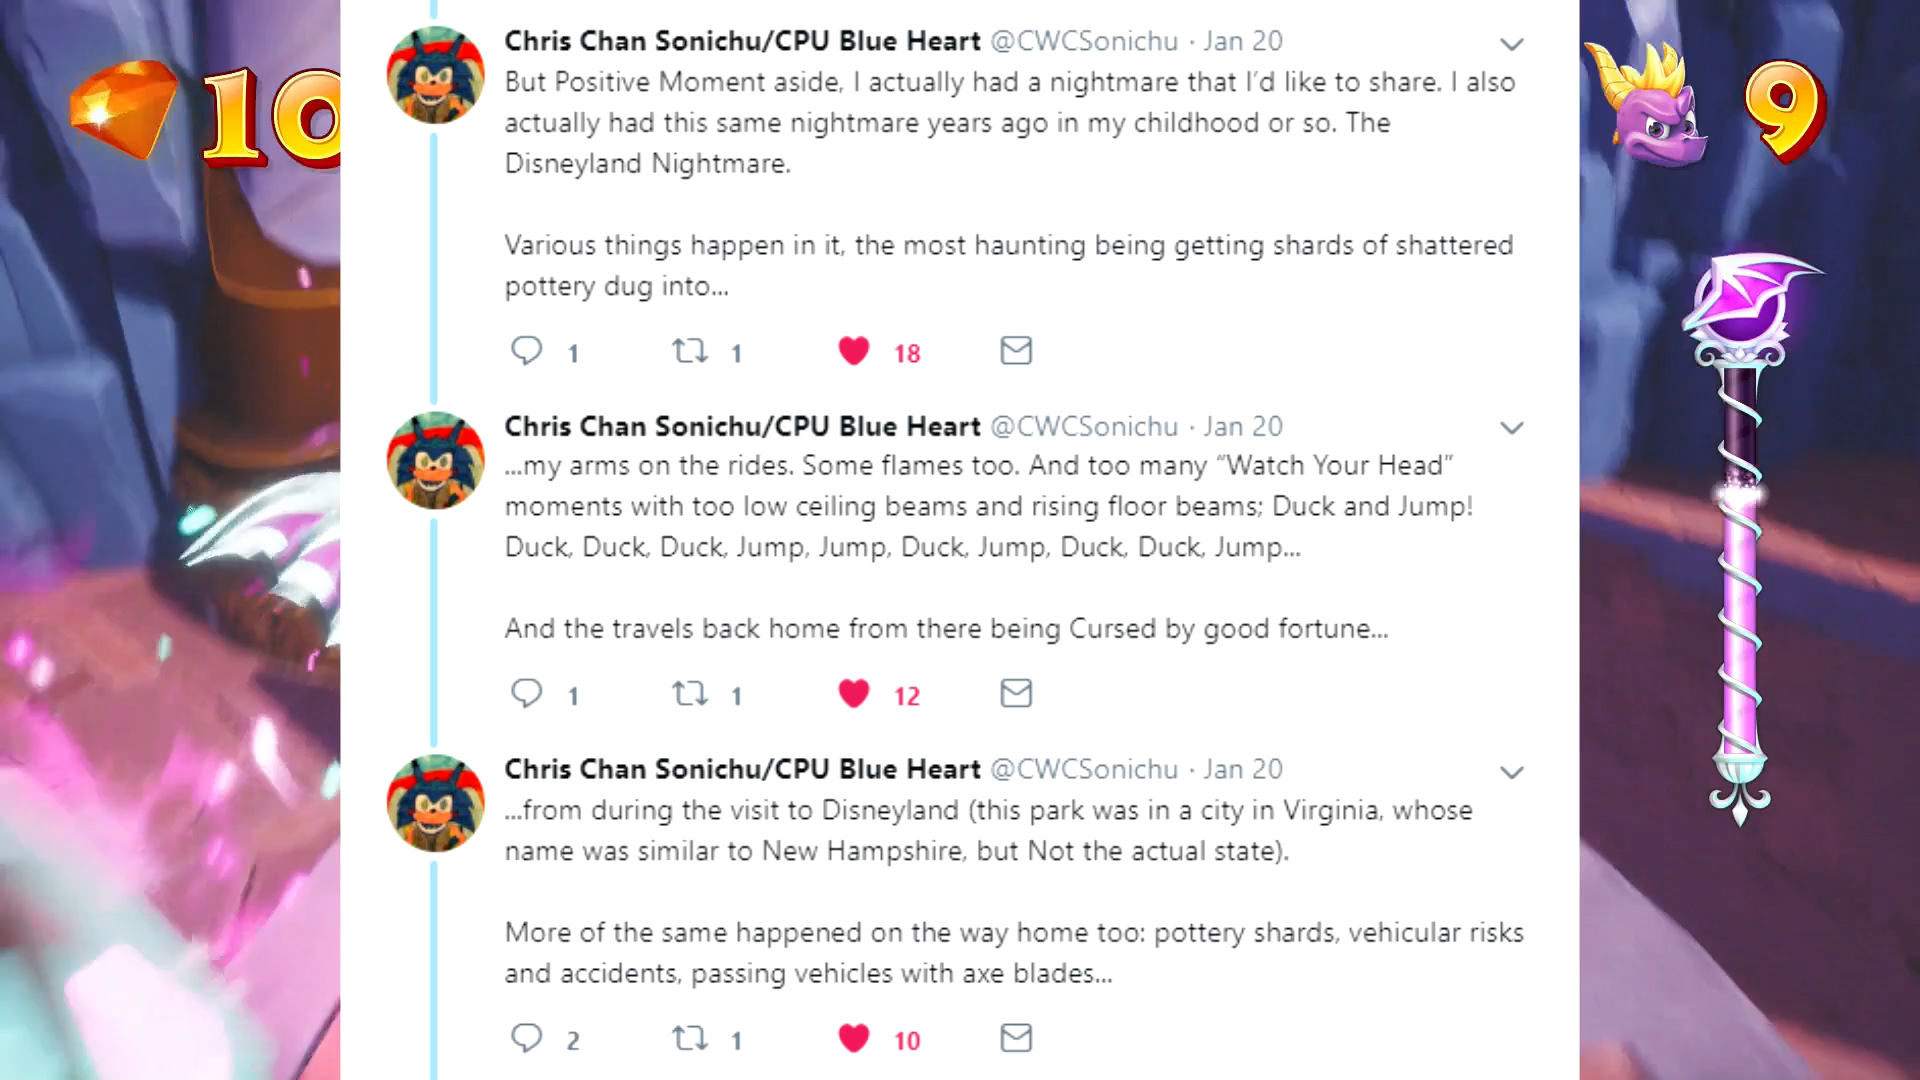 10
9
Chris Chan Sonichu/CPU Blue Heart @CWCSonichu · Jan 20
But Positive Moment aside, I actually had a nightmare that I'd like to share. I also
actually had this same nightmare years ago in my childhood or so. The
Disneyland Nightmare.
Various things happen in it, the most haunting being getting shards of shattered
pottery dug into...
1 1 18
Chris Chan Sonichu/CPU Blue Heart @CWCSonichu · Jan 20
...my arms on the rides. Some flames too. And too many “Watch Your Head”
moments with too low ceiling beams and rising floor beams; Duck and Jump!
Duck, Duck, Duck, Jump, Jump, Duck, Jump, Duck, Duck, Jump...
And the travels back home from there being Cursed by good fortune...
1 1 12
Chris Chan Sonichu/CPU Blue Heart @CWCSonichu · Jan 20
...from during the visit to Disneyland (this park was in a city in Virginia, whose
name was similar to New Hampshire, but Not the actual state).
More of the same happened on the way home too: pottery shards, vehicular risks
and accidents, passing vehicles with axe blades...
2 1 10